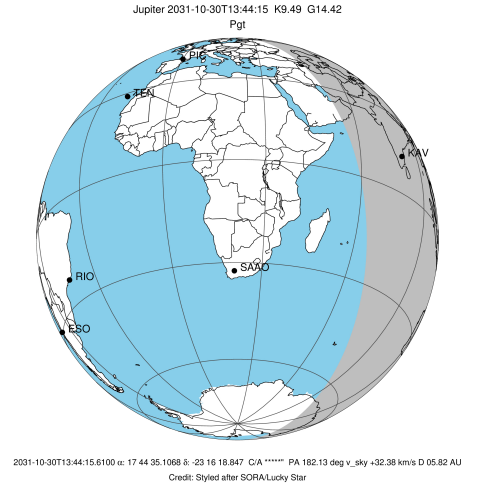 Jupiter 2031-10-30T13:44:15 K9.49 G14.42
Pgt
PIC
TEN
KAV
SAAO
RIO
ESO
2031-10-30T13:44:15.6100 α: 17 44 35.1068 δ: -23 16 18.847 C/A *****" PA 182.13 deg v_sky +32.38 km/s D 05.82 AU
Credit: Styled after SORA/Lucky Star